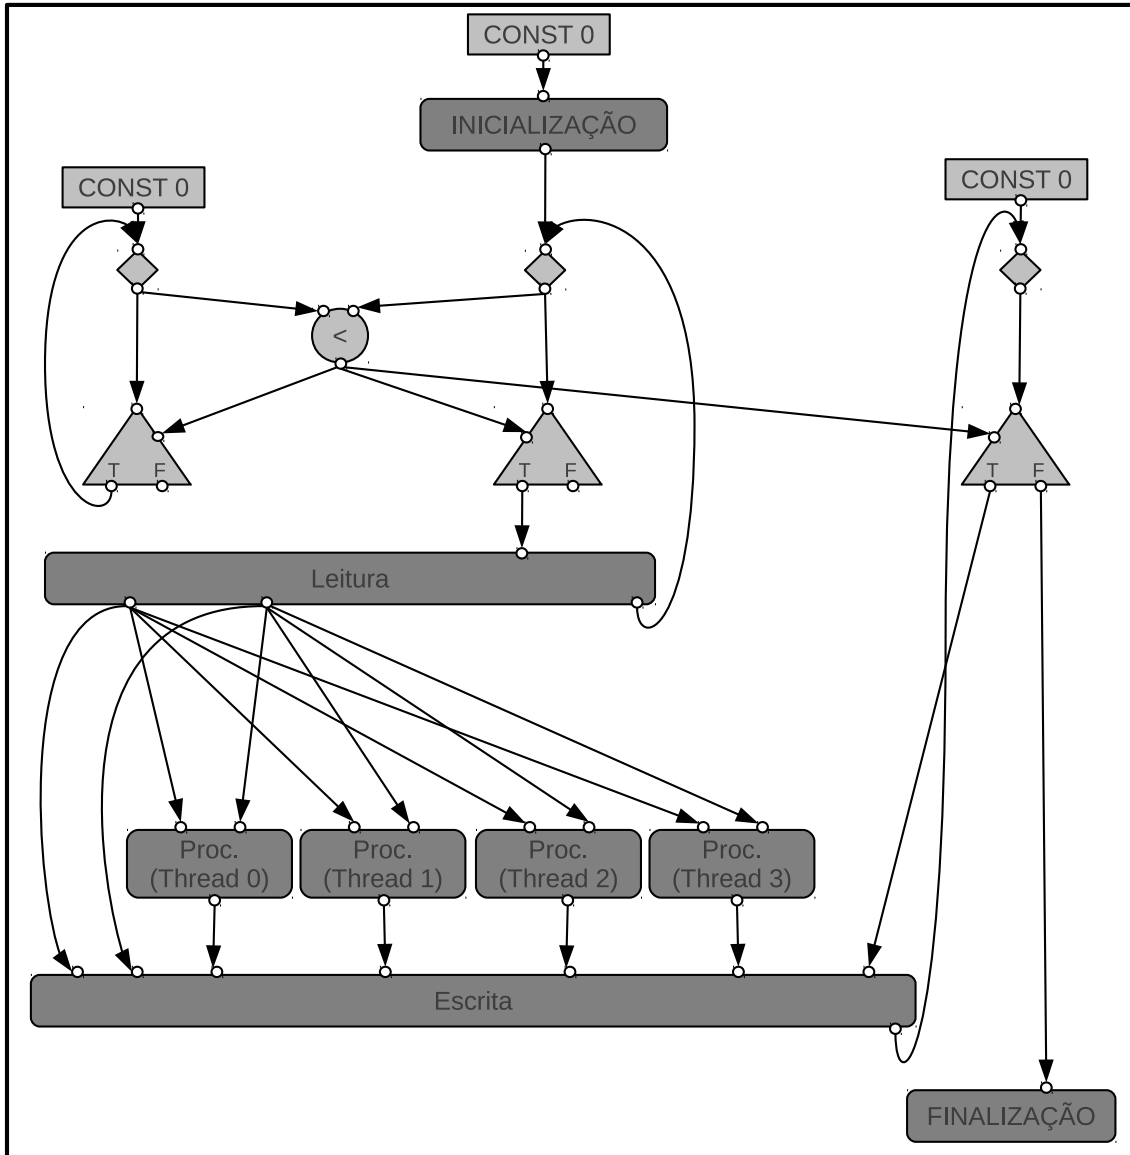 CONST 0
INICIALIZAÇÃO
CONST 0
CONST 0
<
T F
T F
T F
Leitura
Proc.
(Thread 0)
Proc.
(Thread 1)
Proc.
(Thread 2)
Proc.
(Thread 3)
Escrita
FINALIZAÇÃO